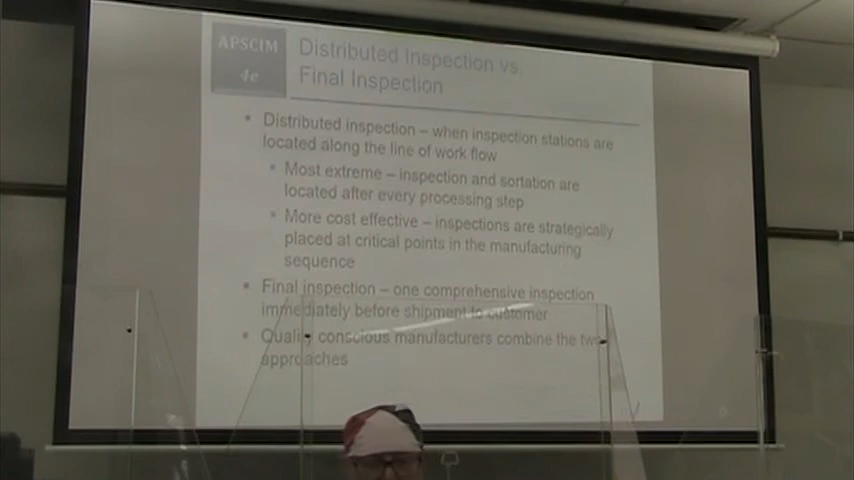 APSCIM
4e
Distributed Inspection vs.
Final Inspection
• Distributed inspection – when inspection stations are
located along the line of work flow
• Most extreme – inspection and sortation are
located after every processing step
• More cost effective – inspections are strategically
placed at critical points in the manufacturing
sequence
• Final inspection – one comprehensive inspection
immediately before shipment to customer
• Quality conscious manufacturers combine the two
approaches